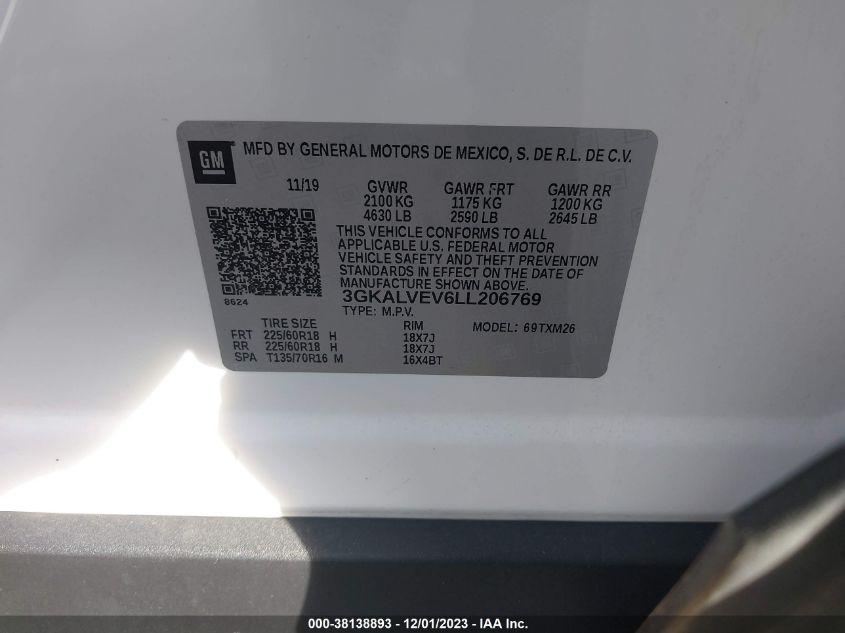 GM
MFD BY GENERAL MOTORS DE MEXICO, S. DE R.L. DE C.V.
11/19 GVWR GAWR FRT GAWR RR
2100 KG 1175 KG 1200 KG
4630 LB 2590 LB 2645 LB
THIS VEHICLE CONFORMS TO ALL
APPLICABLE U.S. FEDERAL MOTOR
VEHICLE SAFETY AND THEFT PREVENTION
STANDARDS IN EFFECT ON THE DATE OF
MANUFACTURE SHOWN ABOVE.
8624
3GKALVEV6LL206769
TYPE: M.P.V.
TIRE SIZE RIM MODEL: 69TXM26
FRT 225/60R18 H 18X7J
RR 225/60R18 H 18X7J
SPA T135/70R16 M 16X4BT
000-38138893 - 12/01/2023 - IAA Inc.